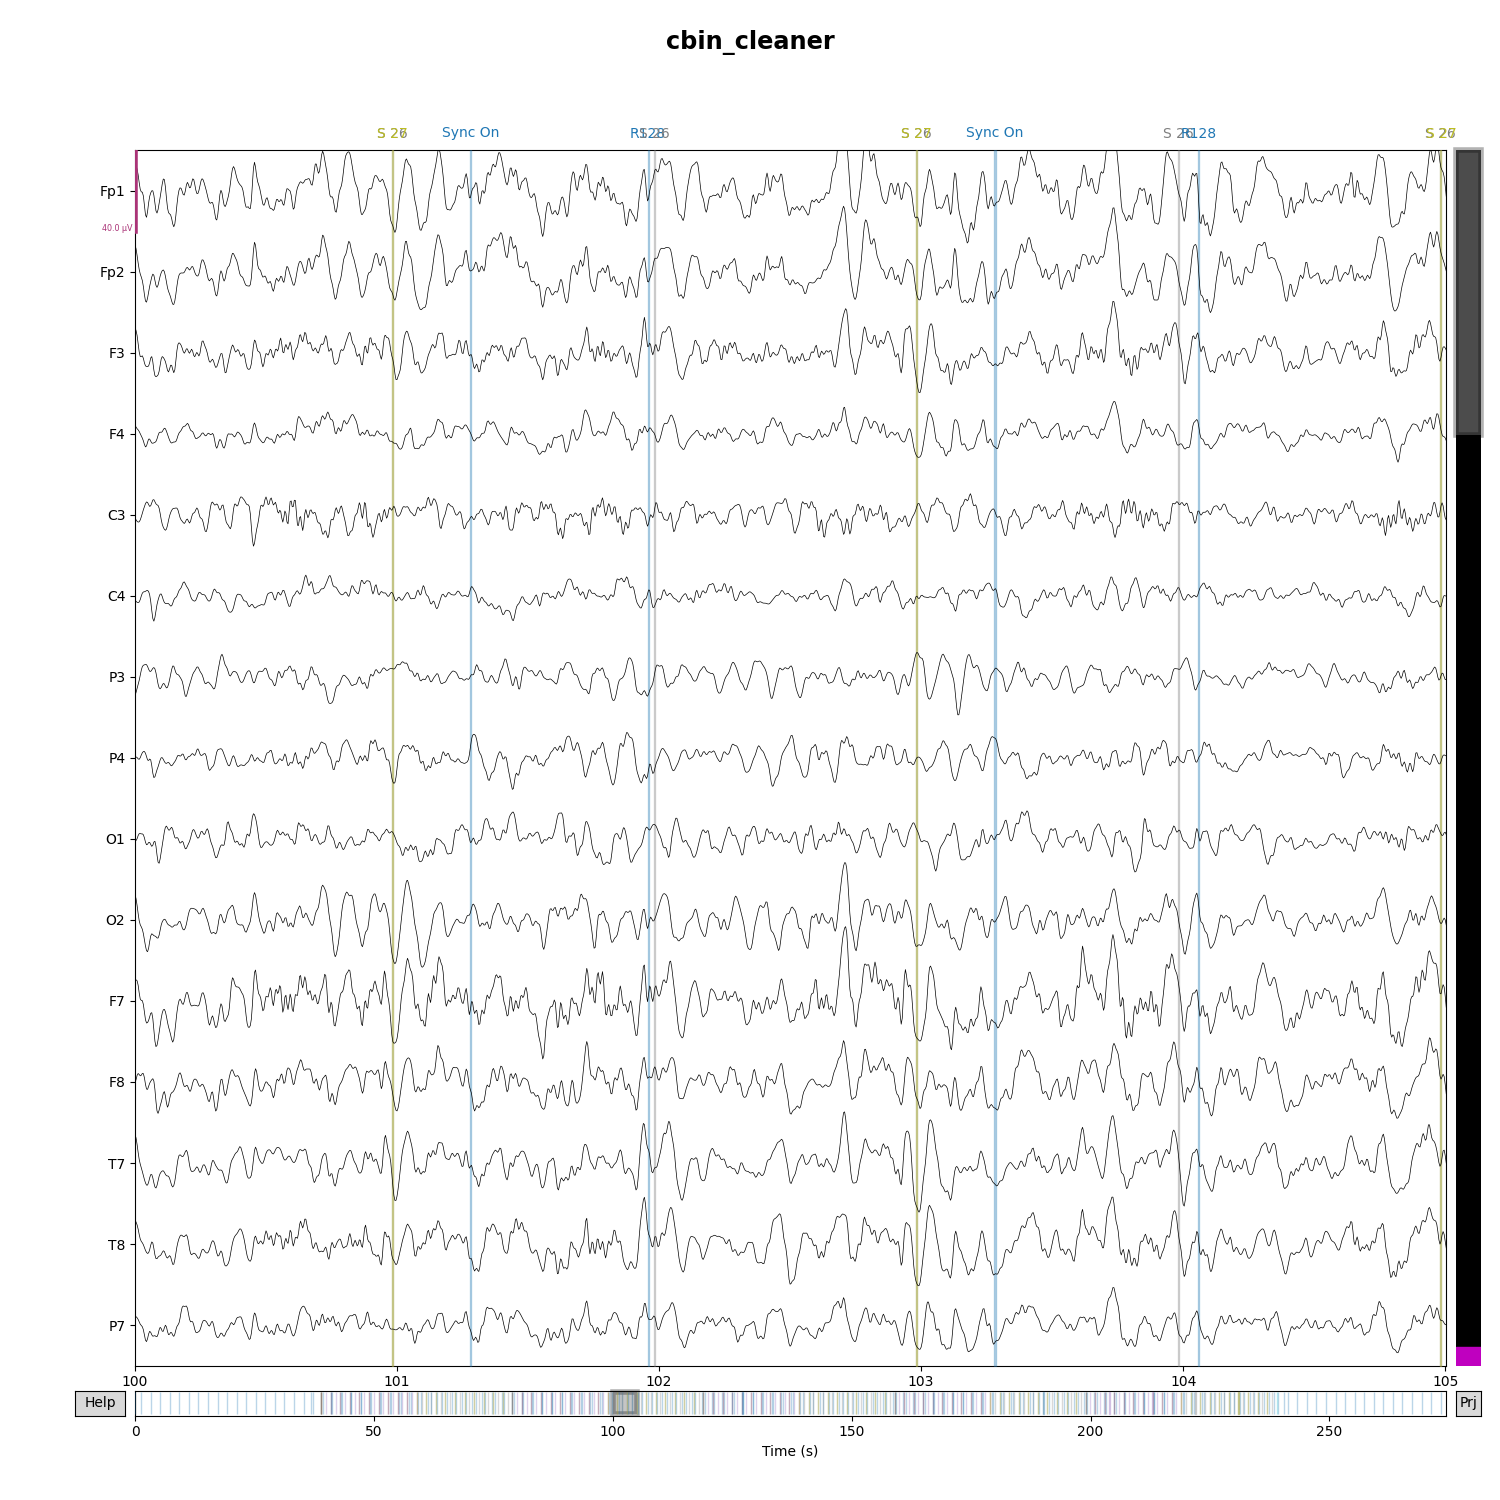 cbin_cleaner
Sync On Sync On
R128 S 26 S 26 R128
Fp1
40.0 µV
Fp2
F3
F4
C3
C4
P3
P4
O1
O2
F7
F8
T7
T8
P7
100 101 102 103 104 105
Help Prj
0 50 100 150 200 250
Time (s)